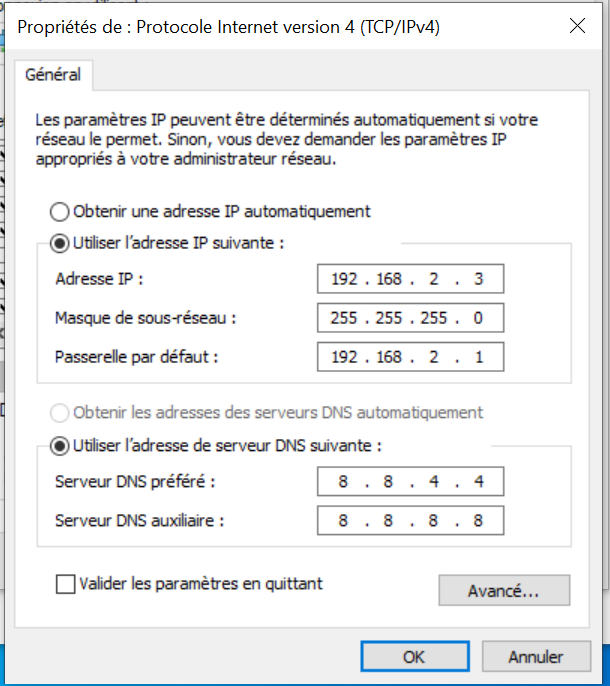 Propriétés de : Protocole Internet version 4 (TCP/IPv4)
Général
Les paramètres IP peuvent être déterminés automatiquement si votre
réseau le permet. Sinon, vous devez demander les paramètres IP
appropriés à votre administrateur réseau.
Obtenir une adresse IP automatiquement
Utiliser l'adresse IP suivante :
Adresse IP : 192 . 168 . 2 . 3
Masque de sous-réseau : 255 . 255 . 255 . 0
Passerelle par défaut : 192 . 168 . 2 . 1
Obtenir les adresses des serveurs DNS automatiquement
Utiliser l'adresse de serveur DNS suivante :
Serveur DNS préféré : 8 . 8 . 4 . 4
Serveur DNS auxiliaire : 8 . 8 . 8 . 8
Valider les paramètres en quittant
Avancé...
OK Annuler